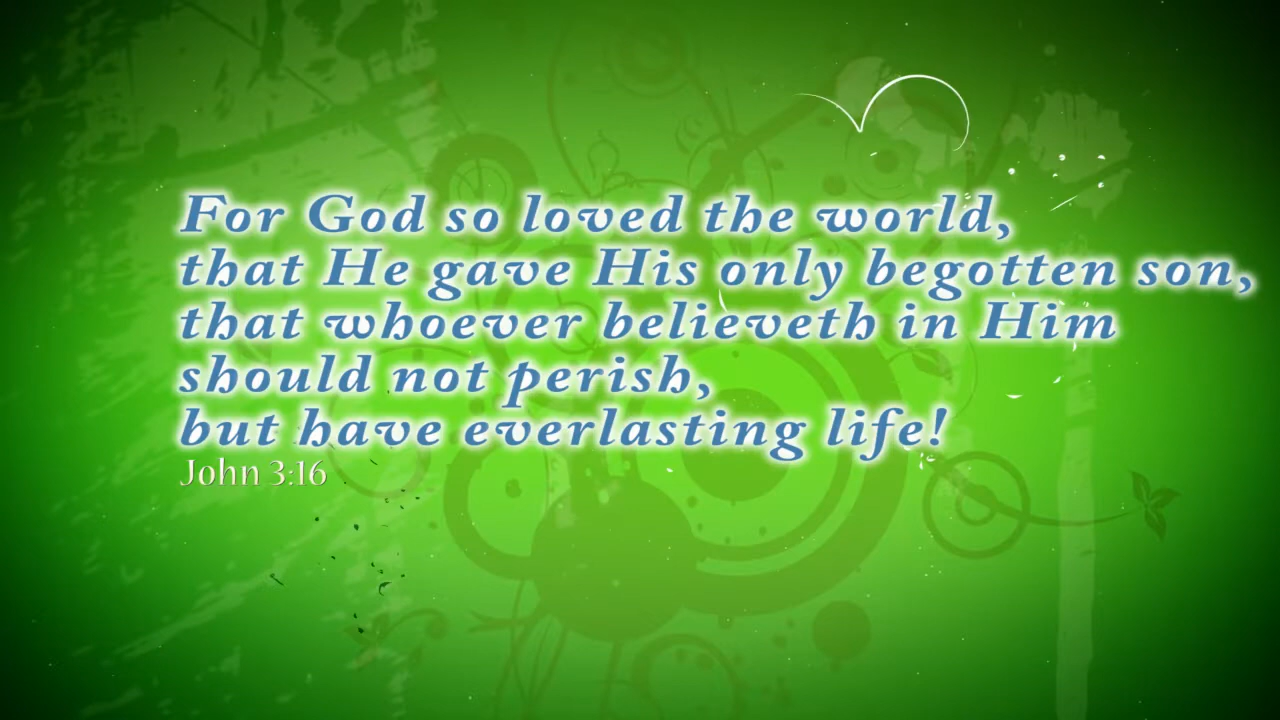 For God so loved the world,
that He gave His only begotten son,
that whoever believeth in Him
should not perish,
but have everlasting life!
John 3:16